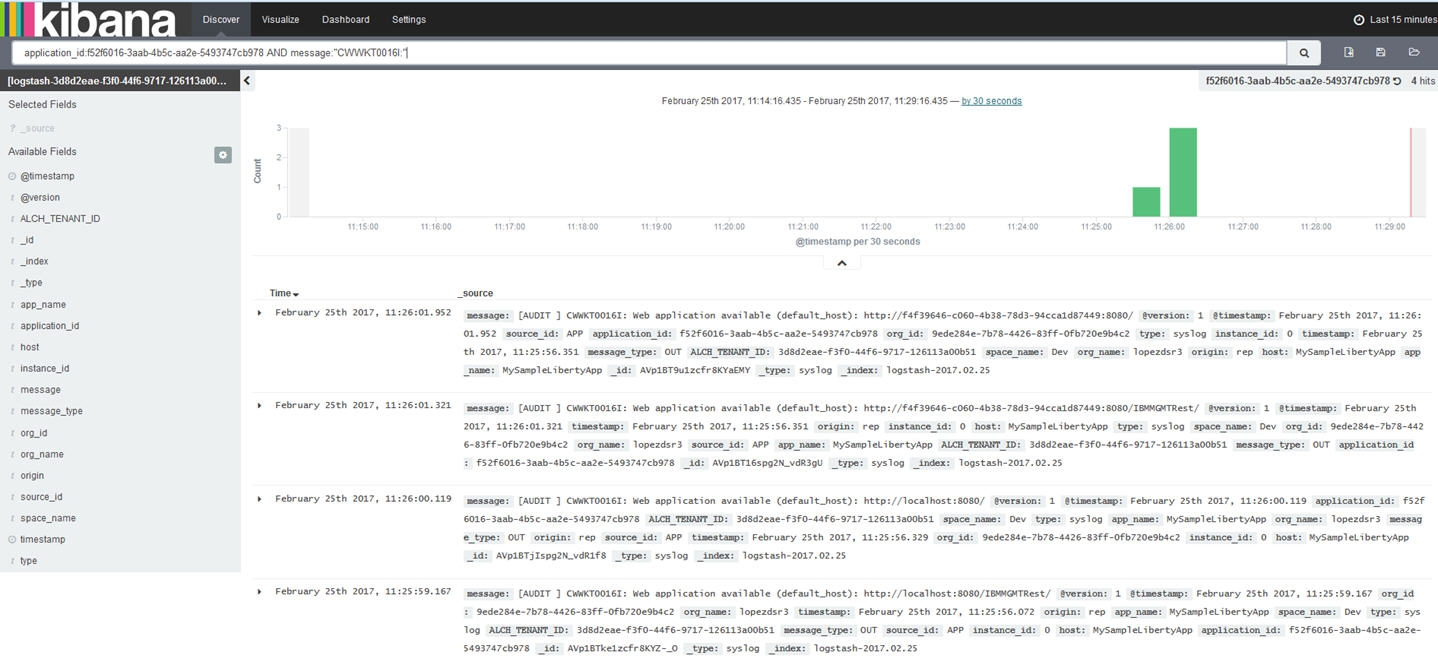 kibana Discover Visualize Dashboard Settings Last 15 minutes
application_id:f52f6016-3aab-4b5c-aa2e-5493747cb978 AND message:"CWWKT0016I:"
[logstash-3d8d2eae-f3f0-44f6-9717-126113a00... f52f6016-3aab-4b5c-aa2e-5493747cb978 4 hits
Selected Fields
? _source
Available Fields
@timestamp
t @version
t ALCH_TENANT_ID
t _id
t _index
t _type
t app_name
t application_id
t host
t instance_id
t message
t message_type
t org_id
t org_name
t origin
t source_id
t space_name
timestamp
t type
February 25th 2017, 11:14:16.435 - February 25th 2017, 11:29:16.435 — by 30 seconds
Count
3
2
1
0
11:15:00 11:16:00 11:17:00 11:18:00 11:19:00 11:20:00 11:21:00 11:22:00 11:23:00 11:24:00 11:25:00 11:26:00 11:27:00 11:28:00 11:29:00
@timestamp per 30 seconds
Time _source
February 25th 2017, 11:26:01.952 message: [AUDIT ] CWWKT0016I: Web application available (default_host): http://f4f39646-c060-4b38-78d3-94cca1d87449:8080/ @version: 1 @timestamp: February 25th 2017, 11:26:
01.952 source_id: APP application_id: f52f6016-3aab-4b5c-aa2e-5493747cb978 org_id: 9ede284e-7b78-4426-83ff-0fb720e9b4c2 type: syslog instance_id: 0 timestamp: February 25
th 2017, 11:25:56.351 message_type: OUT ALCH_TENANT_ID: 3d8d2eae-f3f0-44f6-9717-126113a00b51 space_name: Dev org_name: lopezdsr3 origin: rep host: MySampleLibertyApp app
_name: MySampleLibertyApp _id: AVp1BT9u1zcfr8KYaEMY _type: syslog _index: logstash-2017.02.25
February 25th 2017, 11:26:01.321 message: [AUDIT ] CWWKT0016I: Web application available (default_host): http://f4f39646-c060-4b38-78d3-94cca1d87449:8080/IBMMGMTRest/ @version: 1 @timestamp: February 25th
2017, 11:26:01.321 timestamp: February 25th 2017, 11:25:56.351 origin: rep instance_id: 0 host: MySampleLibertyApp type: syslog space_name: Dev org_id: 9ede284e-7b78-442
6-83ff-0fb720e9b4c2 org_name: lopezdsr3 source_id: APP app_name: MySampleLibertyApp ALCH_TENANT_ID: 3d8d2eae-f3f0-44f6-9717-126113a00b51 message_type: OUT application_id
: f52f6016-3aab-4b5c-aa2e-5493747cb978 _id: AVp1BT16spg2N_vdR3gU _type: syslog _index: logstash-2017.02.25
February 25th 2017, 11:26:00.119 message: [AUDIT ] CWWKT0016I: Web application available (default_host): http://localhost:8080/ @version: 1 @timestamp: February 25th 2017, 11:26:00.119 application_id: f52f
6016-3aab-4b5c-aa2e-5493747cb978 ALCH_TENANT_ID: 3d8d2eae-f3f0-44f6-9717-126113a00b51 space_name: Dev type: syslog app_name: MySampleLibertyApp org_name: lopezdsr3 messag
e_type: OUT origin: rep source_id: APP timestamp: February 25th 2017, 11:25:56.329 org_id: 9ede284e-7b78-4426-83ff-0fb720e9b4c2 instance_id: 0 host: MySampleLibertyApp
_id: AVp1BTjIspg2N_vdR1f8 _type: syslog _index: logstash-2017.02.25
February 25th 2017, 11:25:59.167 message: [AUDIT ] CWWKT0016I: Web application available (default_host): http://localhost:8080/IBMMGMTRest/ @version: 1 @timestamp: February 25th 2017, 11:25:59.167 org_id
: 9ede284e-7b78-4426-83ff-0fb720e9b4c2 org_name: lopezdsr3 timestamp: February 25th 2017, 11:25:56.072 origin: rep app_name: MySampleLibertyApp space_name: Dev type: sys
log ALCH_TENANT_ID: 3d8d2eae-f3f0-44f6-9717-126113a00b51 message_type: OUT source_id: APP instance_id: 0 host: MySampleLibertyApp application_id: f52f6016-3aab-4b5c-aa2e-
5493747cb978 _id: AVp1BTke1zcfr8KYZ-_O _type: syslog _index: logstash-2017.02.25